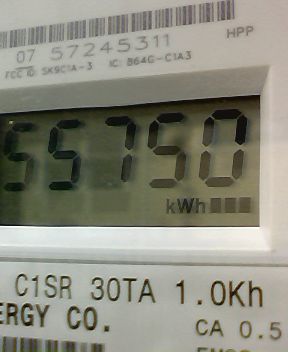 07 57245311
HPP
FCC ID: SK9C1A-3 IC: 864G-C1A3
55750
kWh
C1SR 30TA 1.0Kh
ERGY CO.
CA 0.5